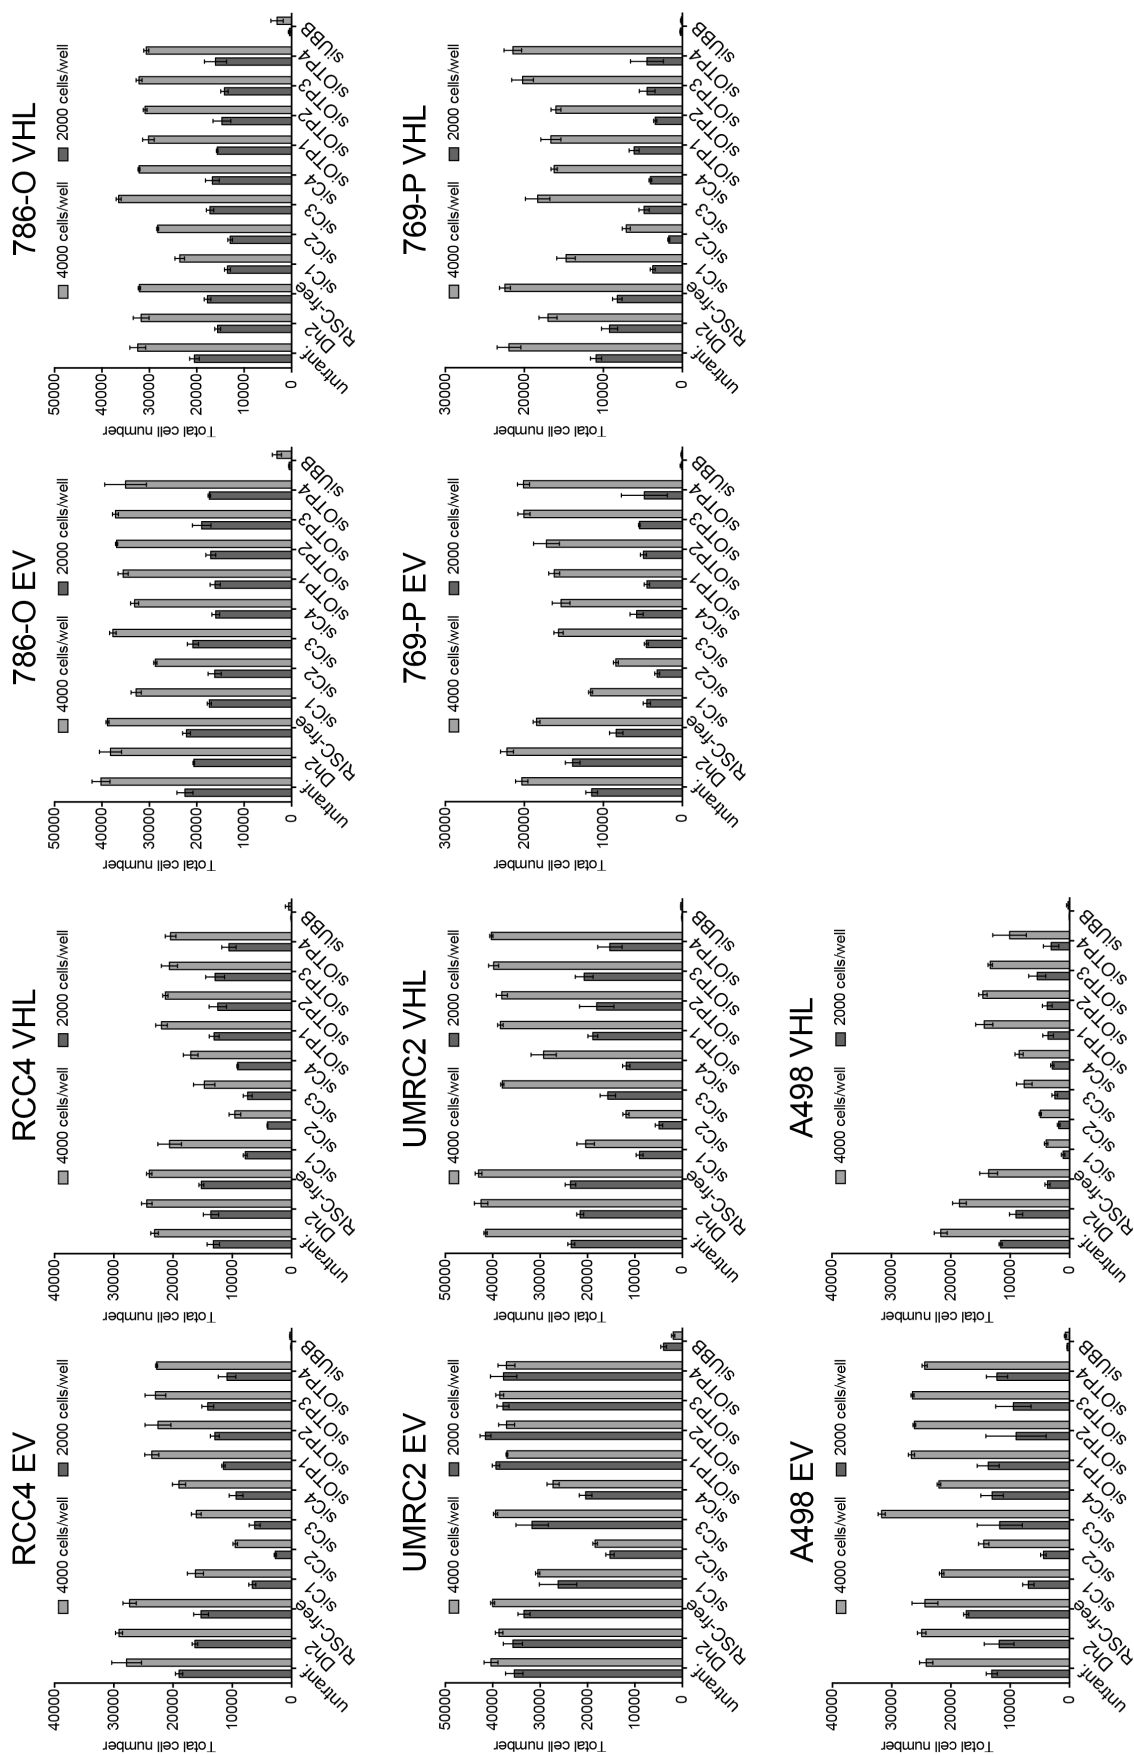 RCC4 EV
4000 cells/well 2000 cells/well
Total cell number
40000
30000
20000
10000
0
untranf. Dh2 RISC-free siC1 siC2 siC3 siC4 siOTP1 siOTP2 siOTP3 siOTP4 siUBB
RCC4 VHL
4000 cells/well 2000 cells/well
Total cell number
40000
30000
20000
10000
0
untranf. Dh2 RISC-free siC1 siC2 siC3 siC4 siOTP1 siOTP2 siOTP3 siOTP4 siUBB
786-O EV
4000 cells/well 2000 cells/well
Total cell number
50000
40000
30000
20000
10000
0
untranf. Dh2 RISC-free siC1 siC2 siC3 siC4 siOTP1 siOTP2 siOTP3 siOTP4 siUBB
786-O VHL
4000 cells/well 2000 cells/well
Total cell number
50000
40000
30000
20000
10000
0
untranf. Dh2 RISC-free siC1 siC2 siC3 siC4 siOTP1 siOTP2 siOTP3 siOTP4 siUBB
UMRC2 EV
4000 cells/well 2000 cells/well
Total cell number
50000
40000
30000
20000
10000
0
untranf. Dh2 RISC-free siC1 siC2 siC3 siC4 siOTP1 siOTP2 siOTP3 siOTP4 siUBB
UMRC2 VHL
4000 cells/well 2000 cells/well
Total cell number
50000
40000
30000
20000
10000
0
untranf. Dh2 RISC-free siC1 siC2 siC3 siC4 siOTP1 siOTP2 siOTP3 siOTP4 siUBB
769-P EV
4000 cells/well 2000 cells/well
Total cell number
30000
20000
10000
0
untranf. Dh2 RISC-free siC1 siC2 siC3 siC4 siOTP1 siOTP2 siOTP3 siOTP4 siUBB
769-P VHL
4000 cells/well 2000 cells/well
Total cell number
30000
20000
10000
0
untranf. Dh2 RISC-free siC1 siC2 siC3 siC4 siOTP1 siOTP2 siOTP3 siOTP4 siUBB
A498 EV
4000 cells/well 2000 cells/well
Total cell number
40000
30000
20000
10000
0
untranf. Dh2 RISC-free siC1 siC2 siC3 siC4 siOTP1 siOTP2 siOTP3 siOTP4 siUBB
A498 VHL
4000 cells/well 2000 cells/well
Total cell number
40000
30000
20000
10000
0
untranf. Dh2 RISC-free siC1 siC2 siC3 siC4 siOTP1 siOTP2 siOTP3 siOTP4 siUBB